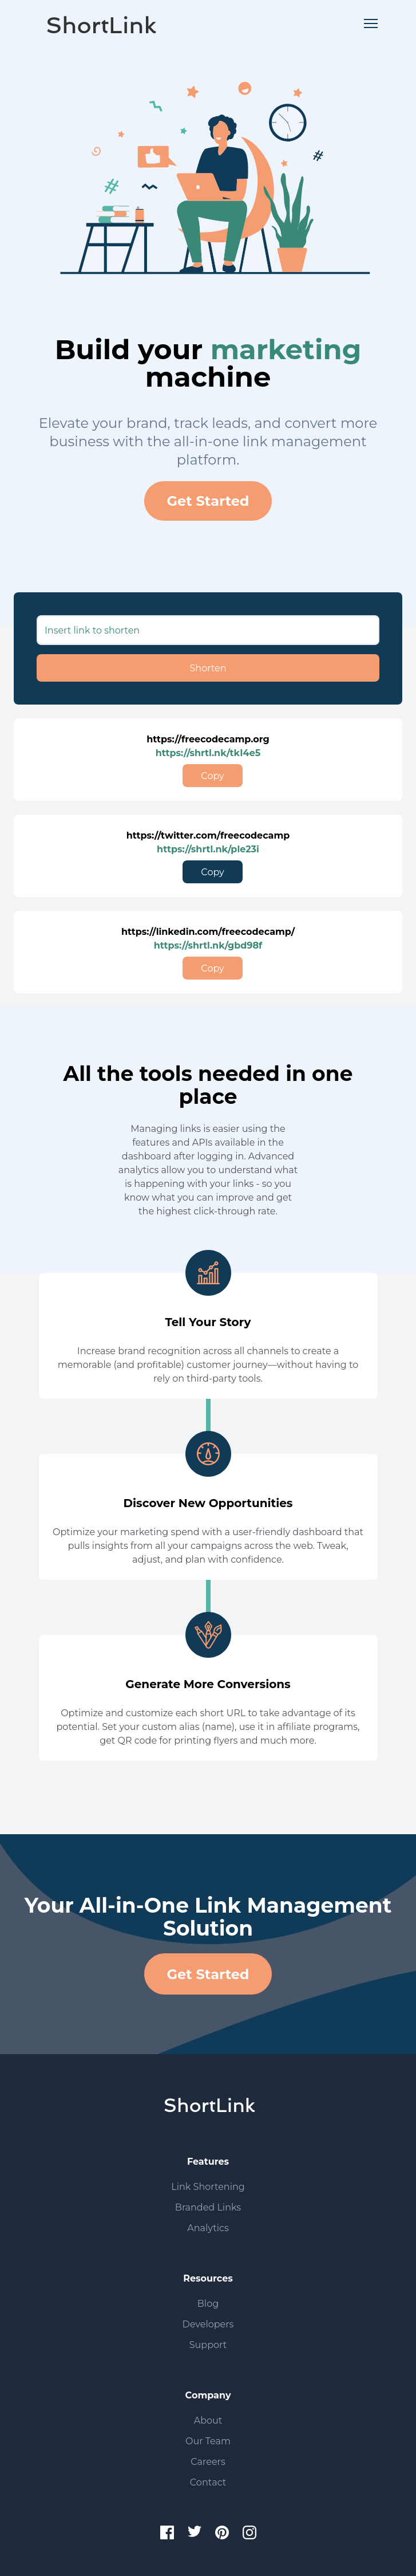 ShortLink
Build your marketing
machine
Elevate your brand, track leads, and convert more
business with the all-in-one link management
platform.
Get Started
Insert link to shorten
Shorten
https://freecodecamp.org
https://shrtl.nk/tkl4e5
Copy
https://twitter.com/freecodecamp
https://shrtl.nk/ple23i
Copy
https://linkedin.com/freecodecamp/
https://shrtl.nk/gbd98f
Copy
All the tools needed in one
place
Managing links is easier using the
features and APIs available in the
dashboard after logging in. Advanced
analytics allow you to understand what
is happening with your links - so you
know what you can improve and get
the highest click-through rate.
Tell Your Story
Increase brand recognition across all channels to create a
memorable (and profitable) customer journey—without having to
rely on third-party tools.
Discover New Opportunities
Optimize your marketing spend with a user-friendly dashboard that
pulls insights from all your campaigns across the web. Tweak,
adjust, and plan with confidence.
Generate More Conversions
Optimize and customize each short URL to take advantage of its
potential. Set your custom alias (name), use it in affiliate programs,
get QR code for printing flyers and much more.
Your All-in-One Link Management
Solution
Get Started
ShortLink
Features
Link Shortening
Branded Links
Analytics
Resources
Blog
Developers
Support
Company
About
Our Team
Careers
Contact